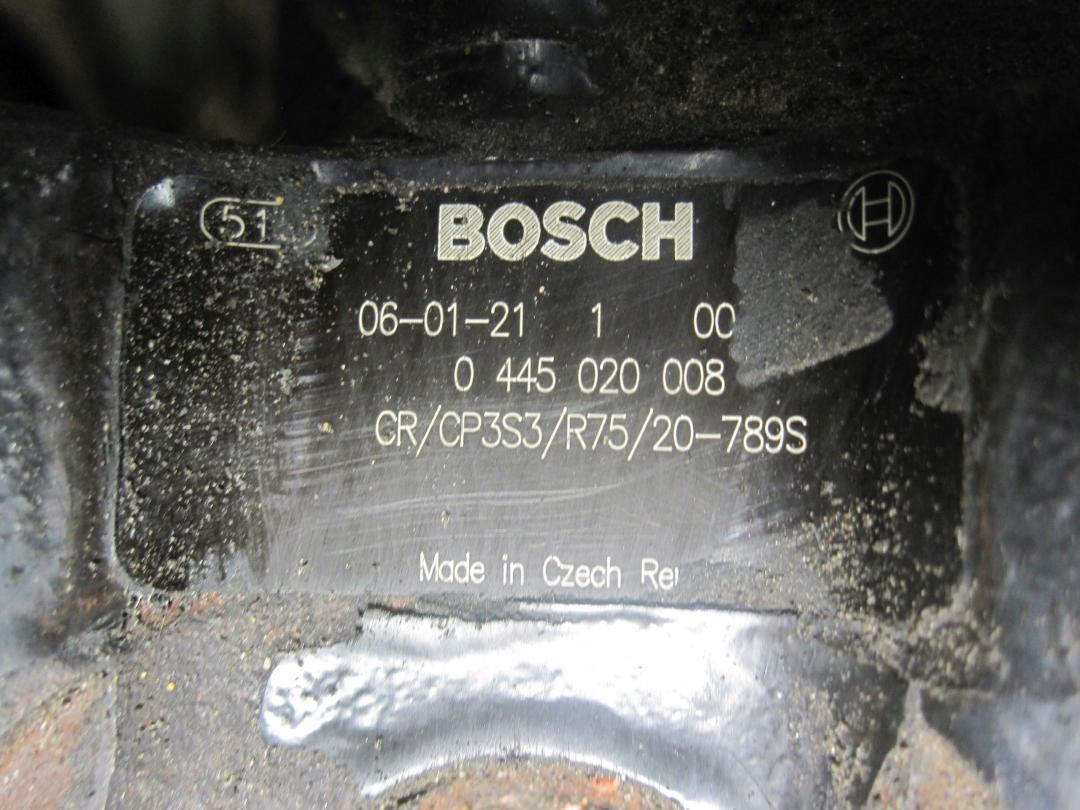 51 BOSCH
06-01-21 1 00
0 445 020 008
CR/CP3S3/R75/20-789S
Made in Czech